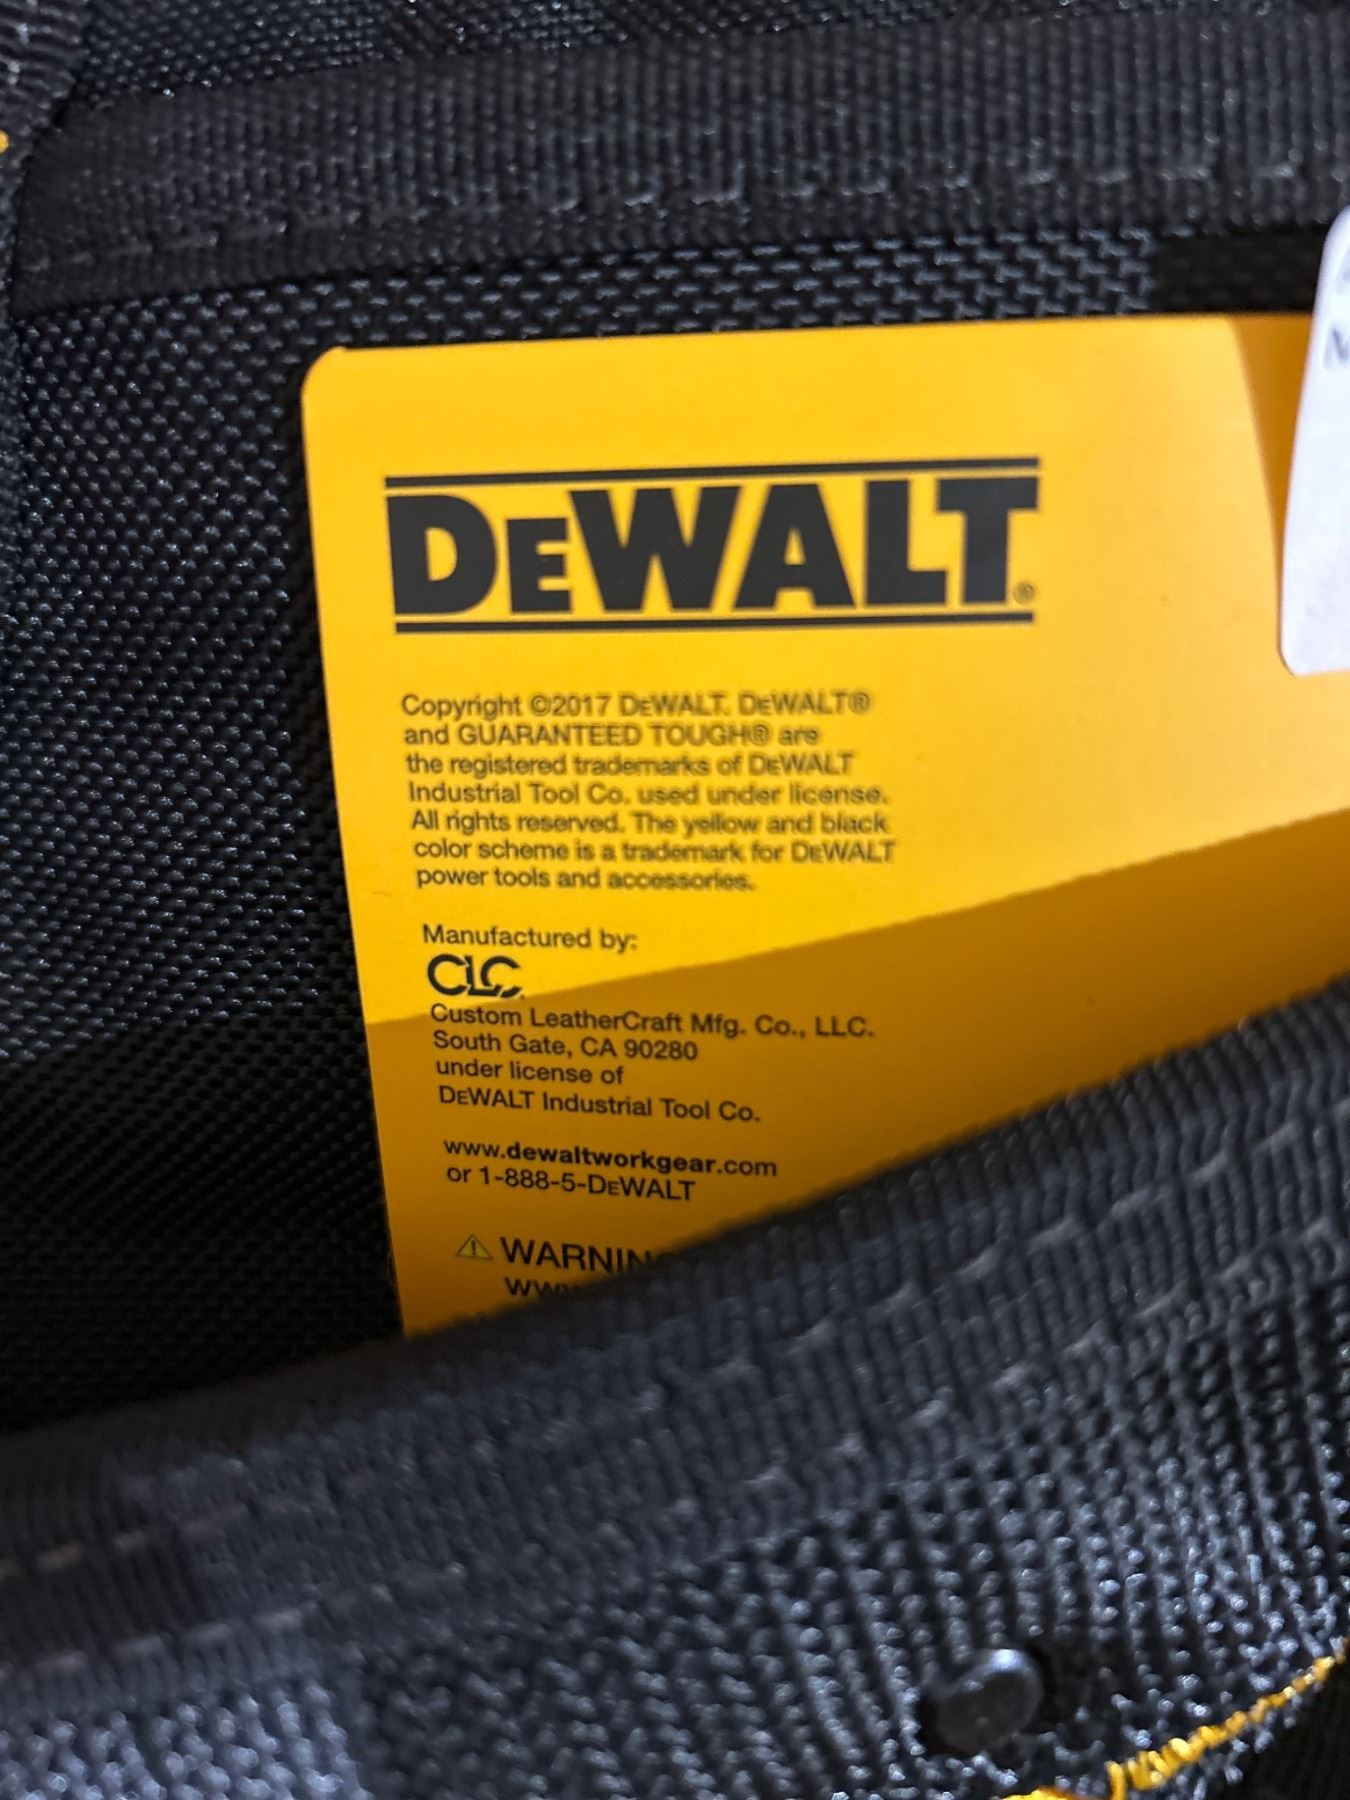 DEWALT®
Copyright ©2017 DEWALT. DEWALT®
and GUARANTEED TOUGH® are
the registered trademarks of DEWALT
Industrial Tool Co. used under license.
All rights reserved. The yellow and black
color scheme is a trademark for DEWALT
power tools and accessories.
Manufactured by:
CLC
Custom LeatherCraft Mfg. Co., LLC.
South Gate, CA 90280
under license of
DEWALT Industrial Tool Co.
www.dewaltworkgear.com
or 1-888-5-DEWALT
⚠ WARNIN